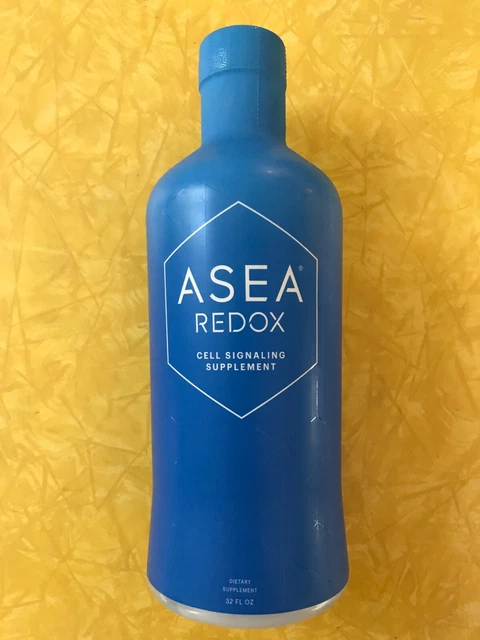 ASEA®
REDOX
CELL SIGNALING
SUPPLEMENT
DIETARY
SUPPLEMENT
32 FL OZ